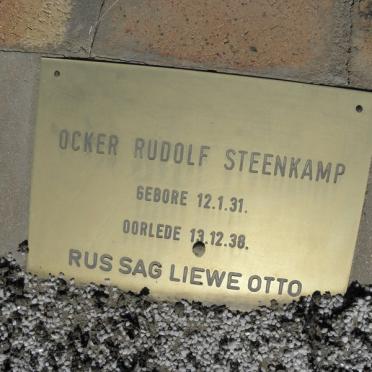 OCKER RUDOLF STEENKAMP
GEBORE 12.1.31.
OORLEDE 13.12.38.
RUS SAG LIEWE OTTO